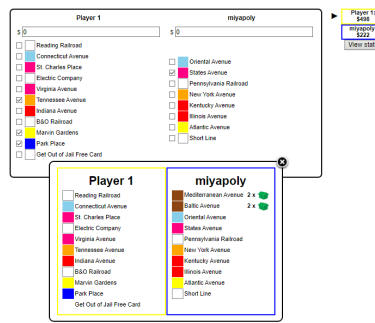 Player 1
$ 0
Reading Railroad
Connecticut Avenue
St. Charles Place
Electric Company
Virginia Avenue
Tennessee Avenue
Indiana Avenue
B&O Railroad
Marvin Gardens
Park Place
Get Out of Jail Free Card
miyapoly
$ 0
Oriental Avenue
States Avenue
Pennsylvania Railroad
New York Avenue
Kentucky Avenue
Illinois Avenue
Atlantic Avenue
Short Line
Player 1:
$498
miyapoly
$222
View stat
Player 1
Reading Railroad
Connecticut Avenue
St. Charles Place
Electric Company
Virginia Avenue
Tennessee Avenue
Indiana Avenue
B&O Railroad
Marvin Gardens
Park Place
Get Out of Jail Free Card
miyapoly
Mediterranean Avenue 2 x
Baltic Avenue 2 x
Oriental Avenue
States Avenue
Pennsylvania Railroad
New York Avenue
Kentucky Avenue
Illinois Avenue
Atlantic Avenue
Short Line